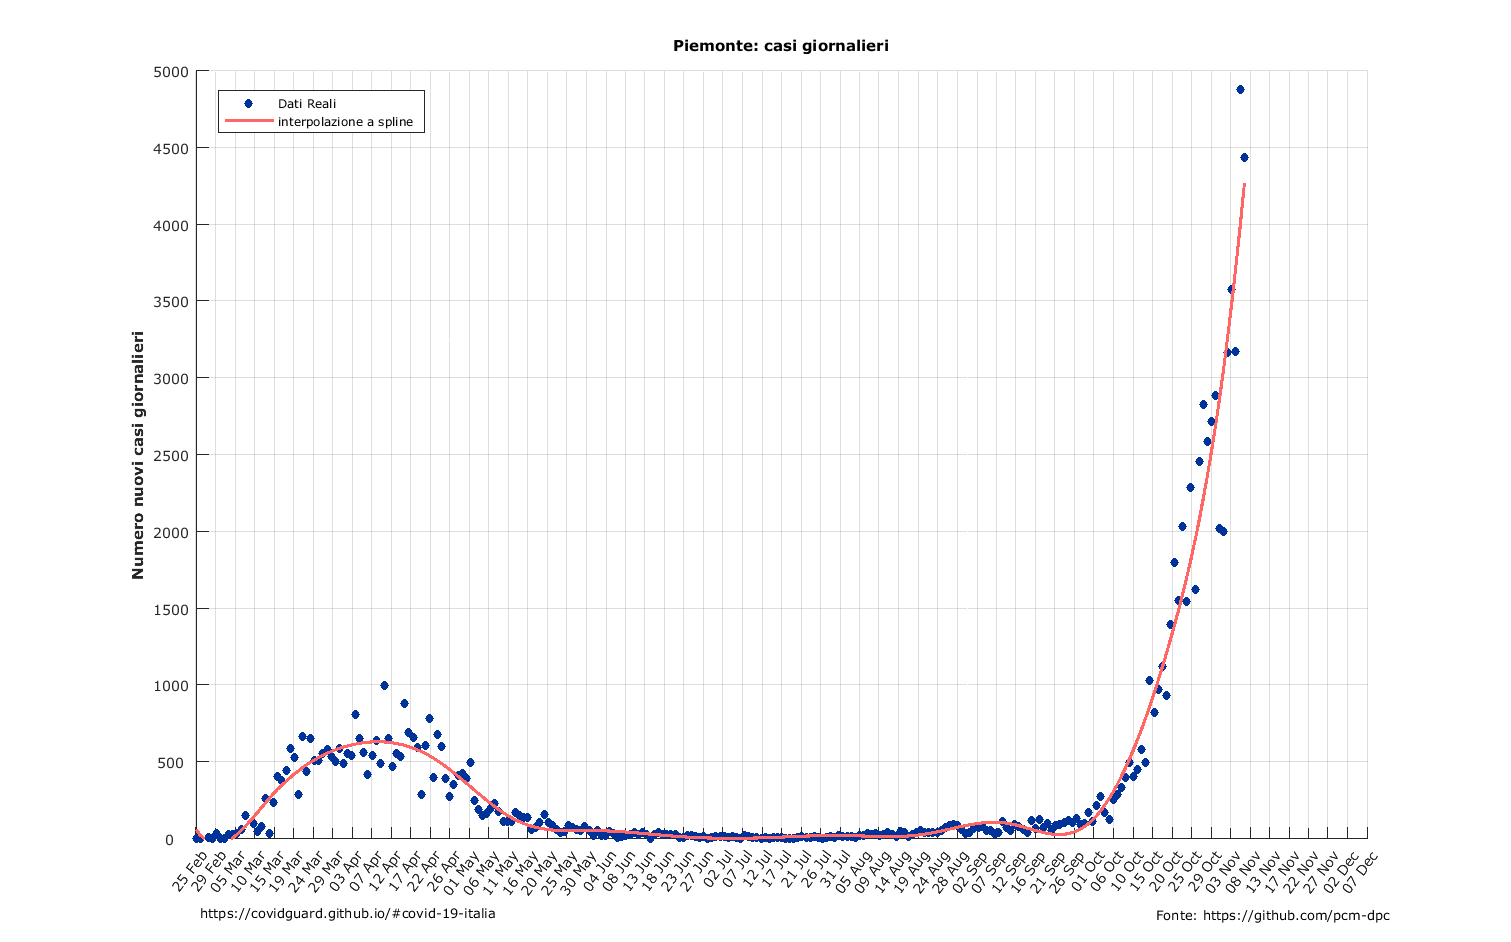 Piemonte: casi giornalieri
Dati Reali
interpolazione a spline
Numero nuovi casi giornalieri
5000
4500
4000
3500
3000
2500
2000
1500
1000
500
0
25 Feb
29 Feb
05 Mar
10 Mar
15 Mar
19 Mar
24 Mar
29 Mar
03 Apr
07 Apr
12 Apr
17 Apr
22 Apr
26 Apr
01 May
06 May
11 May
16 May
20 May
25 May
30 May
04 Jun
08 Jun
13 Jun
18 Jun
23 Jun
27 Jun
02 Jul
07 Jul
12 Jul
17 Jul
21 Jul
26 Jul
31 Jul
05 Aug
09 Aug
14 Aug
19 Aug
24 Aug
28 Aug
02 Sep
07 Sep
12 Sep
16 Sep
21 Sep
26 Sep
01 Oct
06 Oct
10 Oct
15 Oct
20 Oct
25 Oct
29 Oct
03 Nov
08 Nov
13 Nov
17 Nov
22 Nov
27 Nov
02 Dec
07 Dec
https://covidguard.github.io/#covid-19-italia
Fonte: https://github.com/pcm-dpc